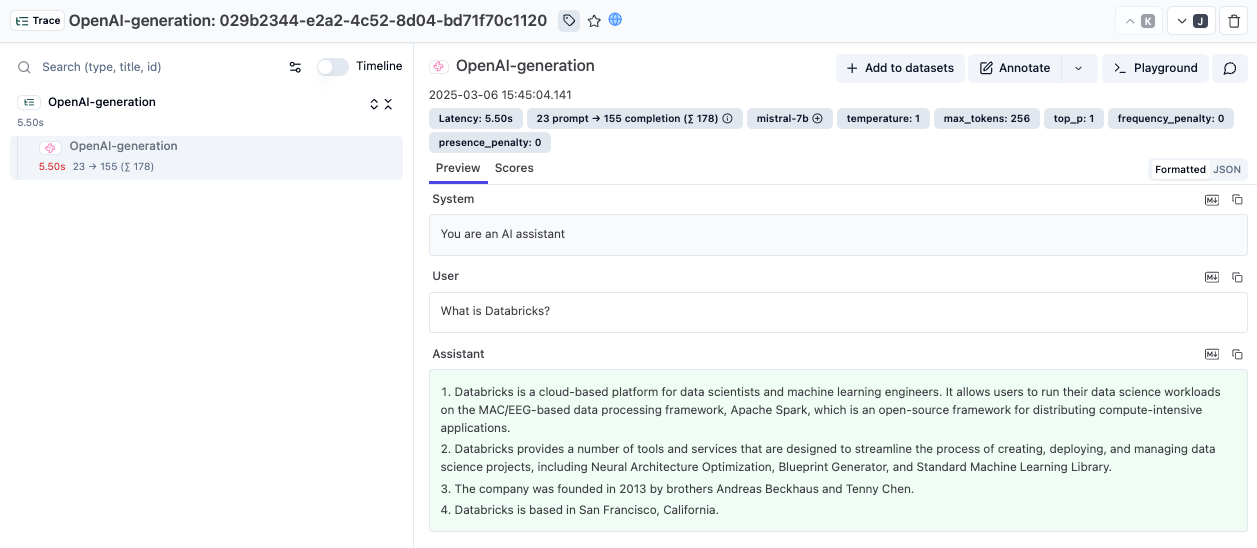 Trace OpenAI-generation: 029b2344-e2a2-4c52-8d04-bd71f70c1120
K
J
Search (type, title, id)
Timeline
OpenAI-generation
5.50s
OpenAI-generation
5.50s 23 → 155 (∑ 178)
OpenAI-generation
+ Add to datasets
Annotate
Playground
2025-03-06 15:45:04.141
Latency: 5.50s
23 prompt → 155 completion (∑ 178)
mistral-7b
temperature: 1
max_tokens: 256
top_p: 1
frequency_penalty: 0
presence_penalty: 0
Preview
Scores
Formatted
JSON
System
You are an AI assistant
User
What is Databricks?
Assistant
1. Databricks is a cloud-based platform for data scientists and machine learning engineers. It allows users to run their data science workloads
on the MAC/EEG-based data processing framework, Apache Spark, which is an open-source framework for distributing compute-intensive
applications.
2. Databricks provides a number of tools and services that are designed to streamline the process of creating, deploying, and managing data
science projects, including Neural Architecture Optimization, Blueprint Generator, and Standard Machine Learning Library.
3. The company was founded in 2013 by brothers Andreas Beckhaus and Tenny Chen.
4. Databricks is based in San Francisco, California.